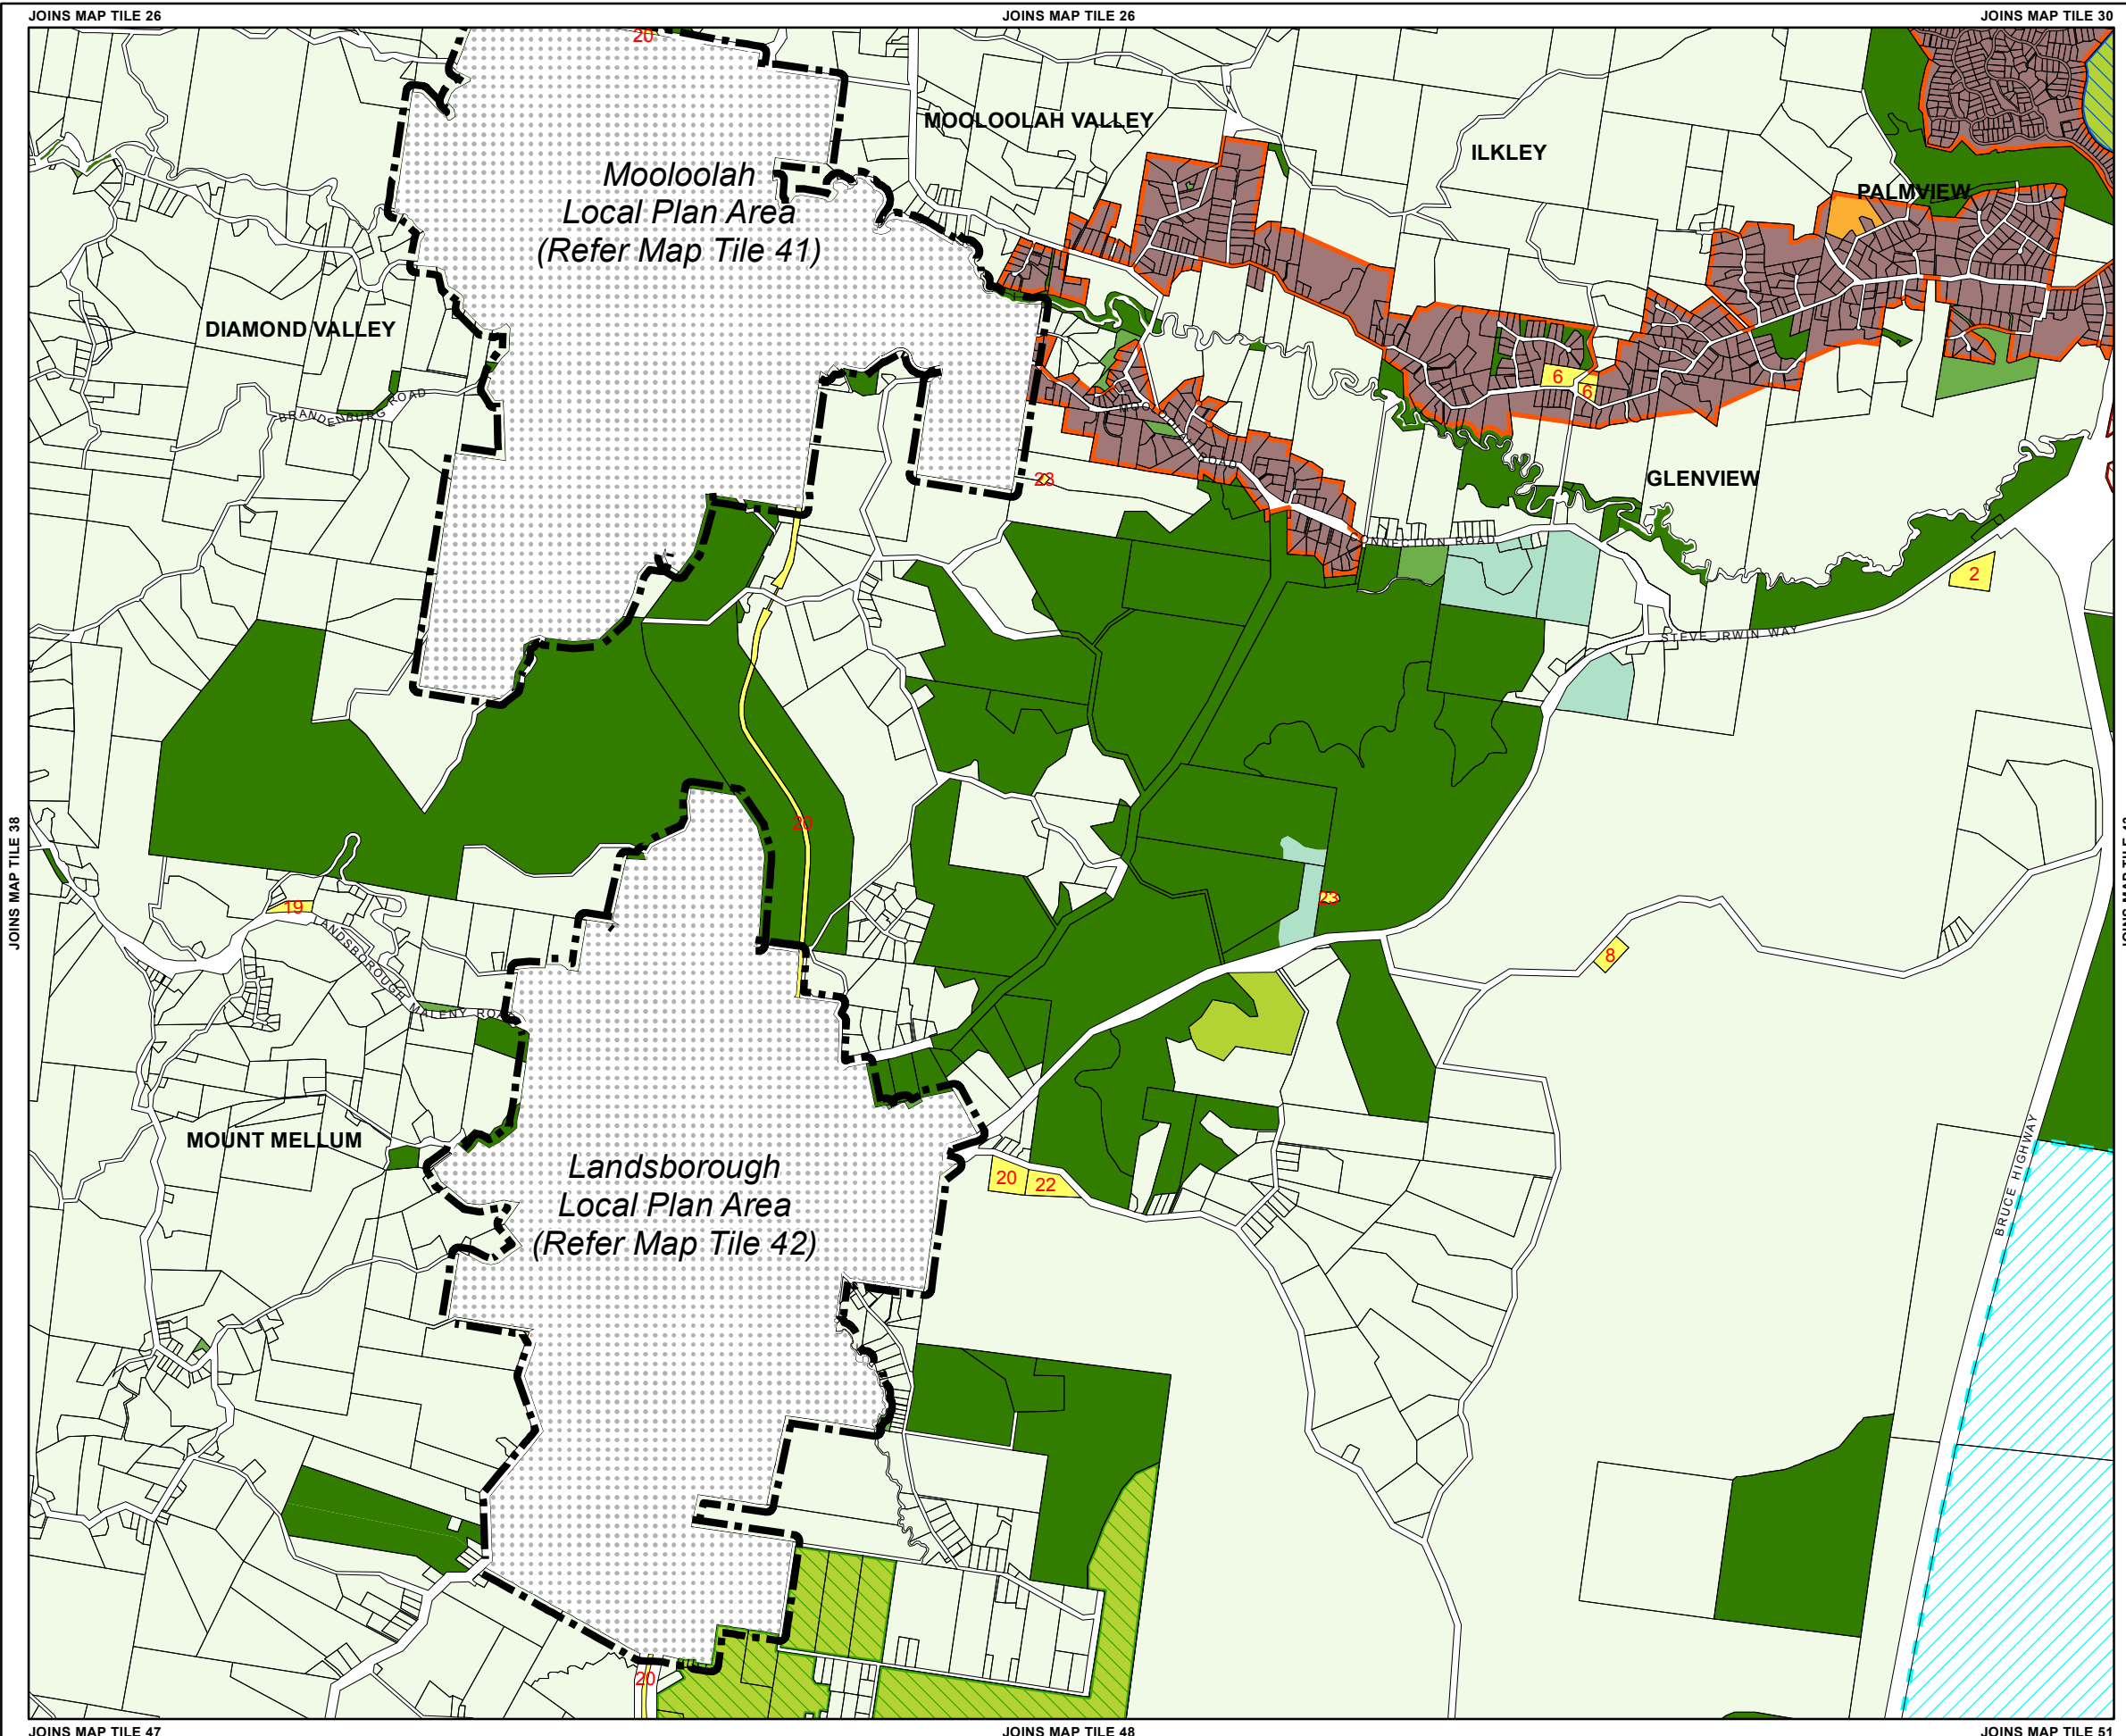 JOINS MAP TILE 26
JOINS MAP TILE 26
JOINS MAP TILE 30
20
MOOLOOLAH VALLEY
ILKLEY
PALMVIEW
Mooloolah
Local Plan Area
(Refer Map Tile 41)
DIAMOND VALLEY
BRANDENBURG ROAD
6
6
ROAD
23
GLENVIEW
CONNECTION ROAD
2
STEVE IRWIN WAY
20
JOINS MAP TILE 38
19
23
LANDSBOROUGH MALENY ROAD
8
MOUNT MELLUM
BRUCE HIGHWAY
Landsborough
Local Plan Area
(Refer Map Tile 42)
20
22
20
JOINS MAP TILE 47
JOINS MAP TILE 48
JOINS MAP TILE 51